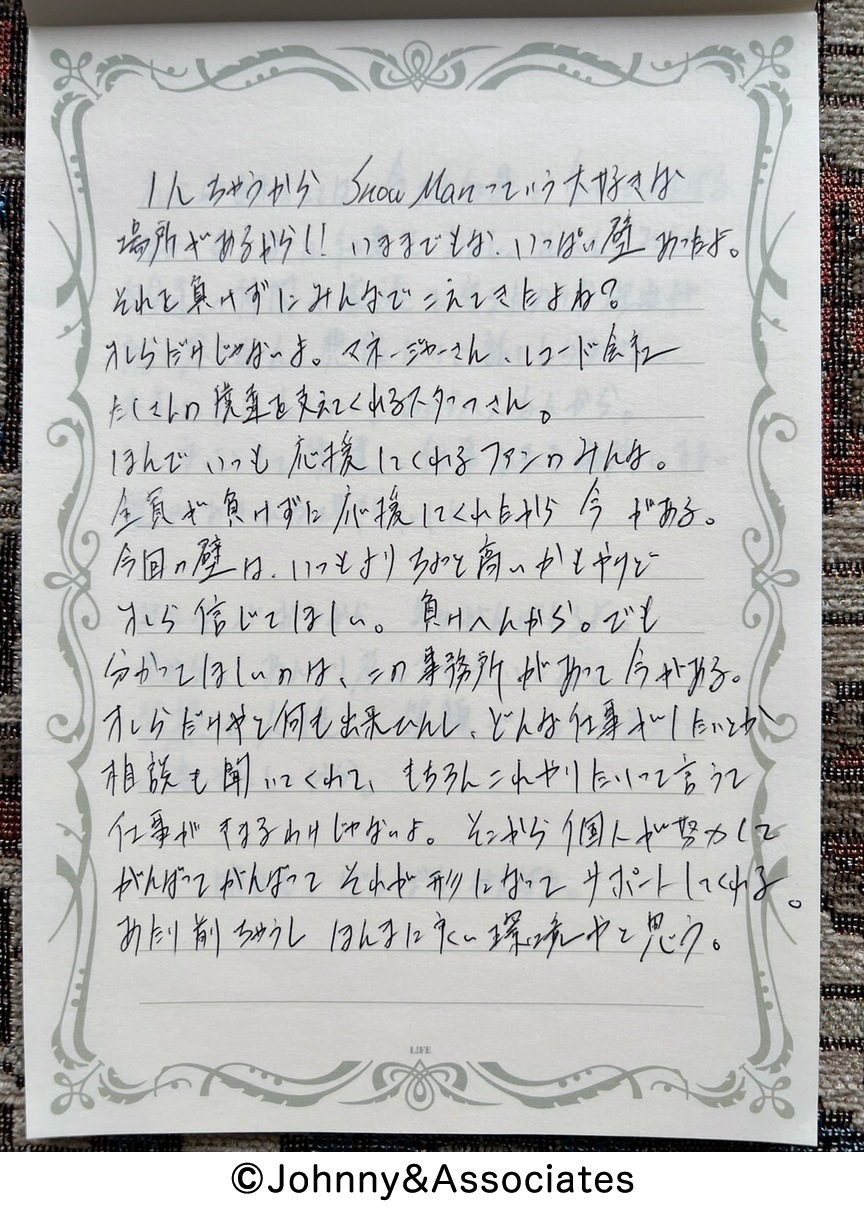 1人ちゃうから Snow Manっていう大好きな
場所があるから!! いままでもな、いっぱい壁あったよ。
それを負けずにみんなでこえてきたよね?
オレらだけじゃないよ。マネージャーさん、レコード会社
たくさんの後輩を支えてくれるスタッフさん。
ほんで いつも 応援してくれるファンのみんな。
全員が負けずに応援してくれたから 今 がある。
今回の壁は、いつもよりちょっと高いかもやけど
オレら 信じてほしい。負けへんから。でも
分かってほしいのは、この事務所があって今がある。
オレらだけやと何も出来ひんし、どんな仕事がしたいとか
相談も聞いてくれて、もちろんこれやりたいって言うて
仕事がきまるわけじゃないよ。そこから個人が努力して
がんばってがんばって それが形になって サポートしてくれる。
あたり前ちゃうし ほんまに すごい環境やと思う。
LIFE
©Johnny&Associates